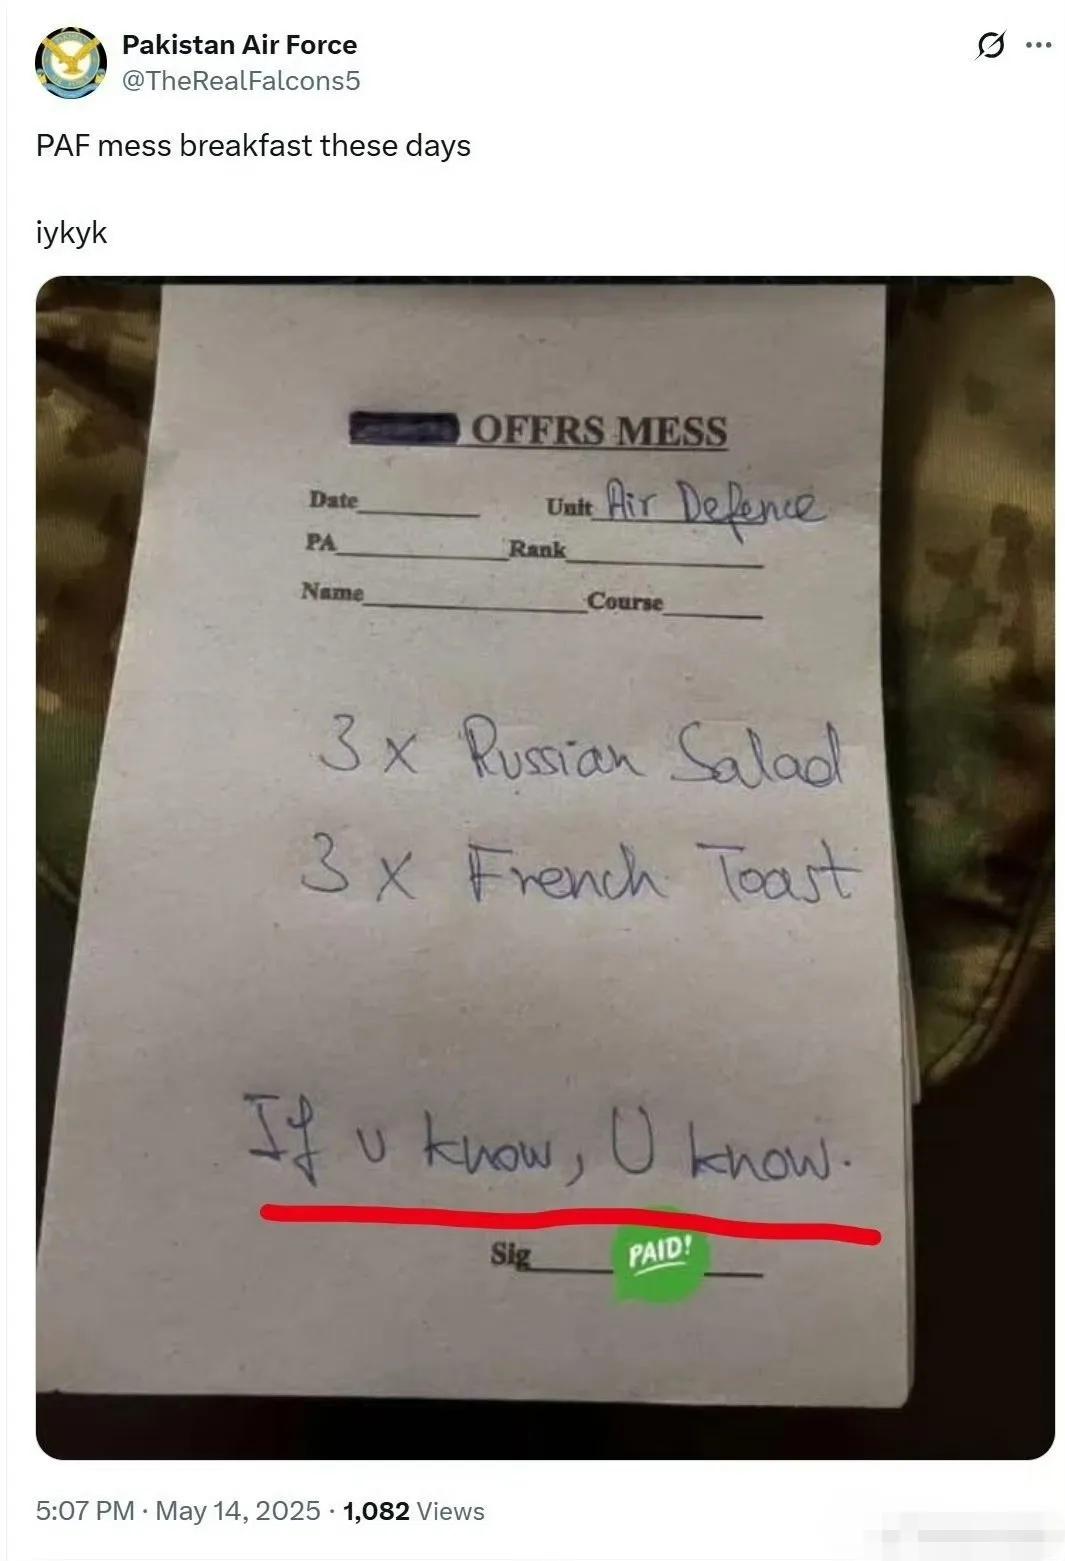 Pakistan Air Force
@TheRealFalcons5
PAF mess breakfast these days
iykyk
OFFRS MESS
Date Unit Air Defence
PA Rank
Name Course
3 x Russian Salad
3 x French Toast
If u know, U know.
Sig PAID!
5:07 PM · May 14, 2025 · 1,082 Views